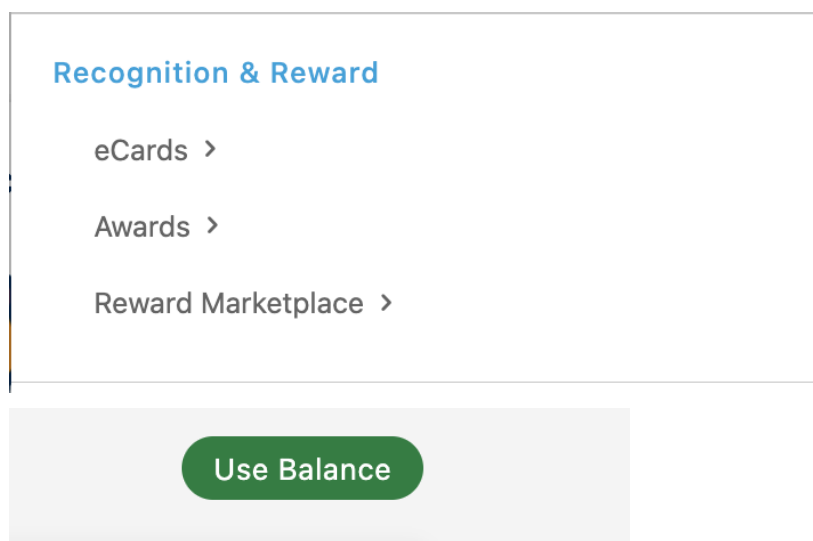 Recognition & Reward
eCards >
Awards >
Reward Marketplace >
Use Balance